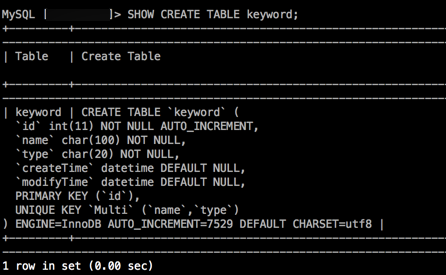 MySQL [ ]> SHOW CREATE TABLE keyword;
+---------+---------------------------------------------
| Table | Create Table
+---------+---------------------------------------------
| keyword | CREATE TABLE `keyword` (
`id` int(11) NOT NULL AUTO_INCREMENT,
`name` char(100) NOT NULL,
`type` char(20) NOT NULL,
`createTime` datetime DEFAULT NULL,
`modifyTime` datetime DEFAULT NULL,
PRIMARY KEY (`id`),
UNIQUE KEY `Multi` (`name`,`type`)
) ENGINE=InnoDB AUTO_INCREMENT=7529 DEFAULT CHARSET=utf8 |
+---------+---------------------------------------------
1 row in set (0.00 sec)